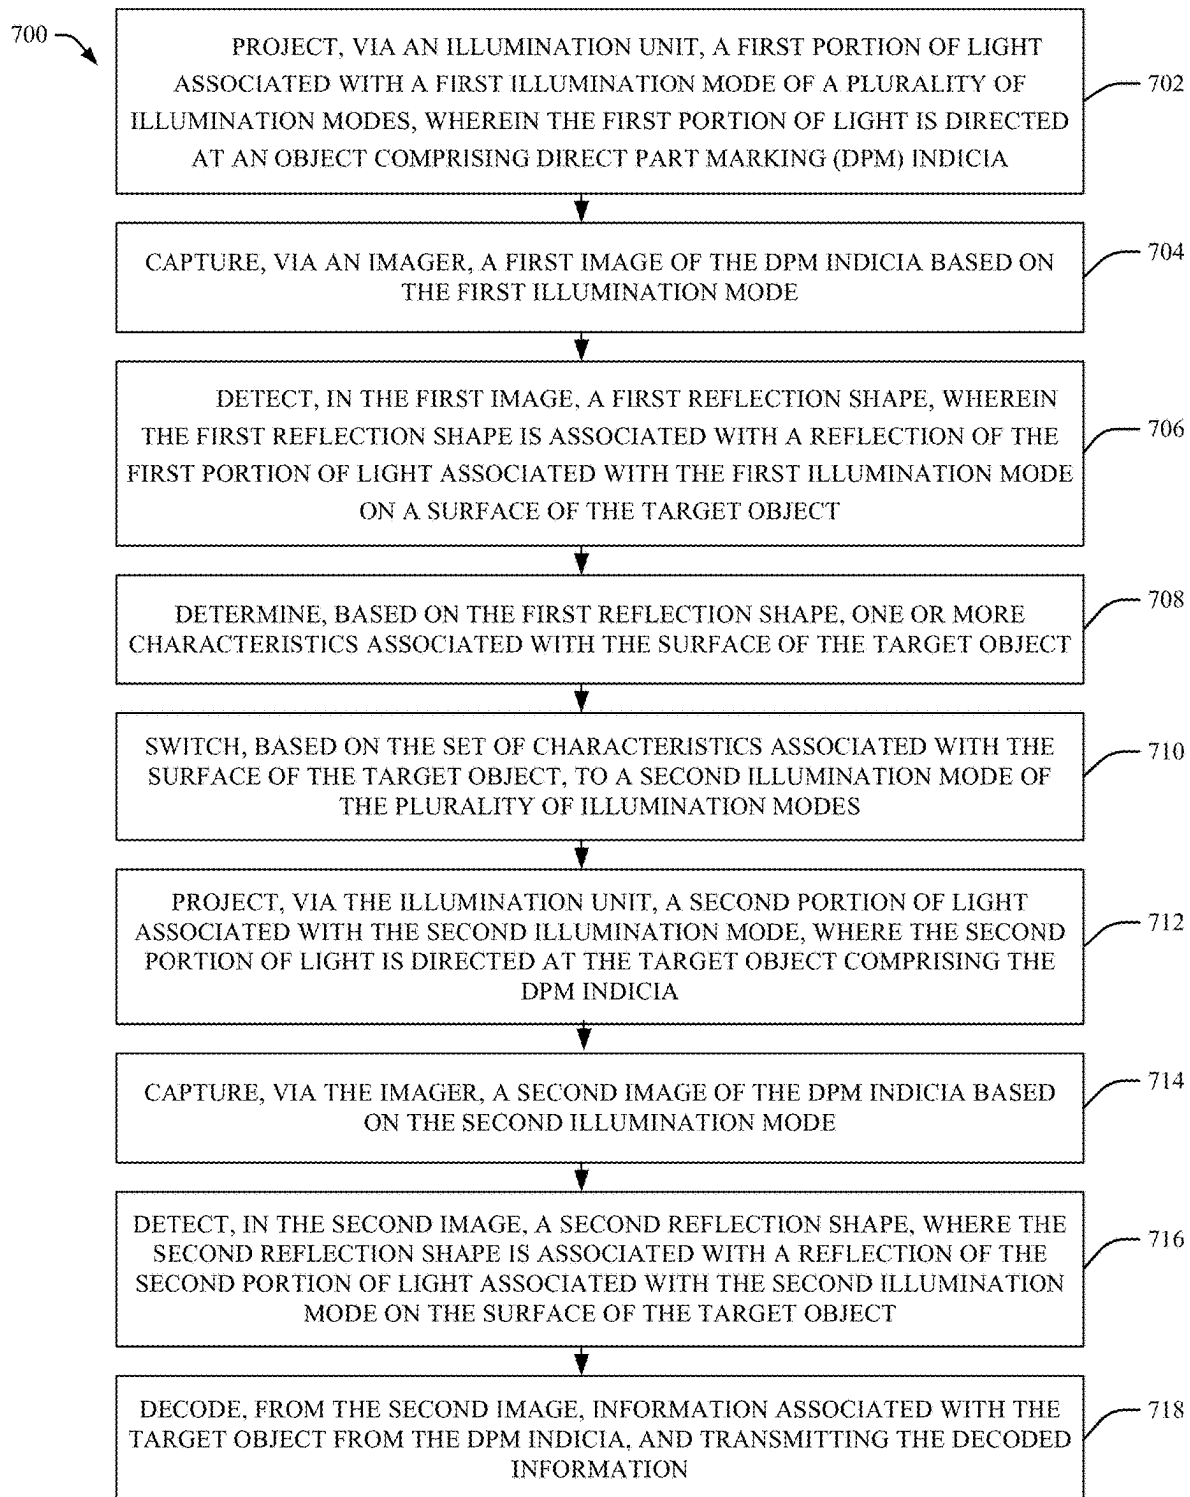 700
PROJECT, VIA AN ILLUMINATION UNIT, A FIRST PORTION OF LIGHT
ASSOCIATED WITH A FIRST ILLUMINATION MODE OF A PLURALITY OF
ILLUMINATION MODES, WHEREIN THE FIRST PORTION OF LIGHT IS DIRECTED
AT AN OBJECT COMPRISING DIRECT PART MARKING (DPM) INDICIA
702
CAPTURE, VIA AN IMAGER, A FIRST IMAGE OF THE DPM INDICIA BASED ON
THE FIRST ILLUMINATION MODE
704
DETECT, IN THE FIRST IMAGE, A FIRST REFLECTION SHAPE, WHEREIN
THE FIRST REFLECTION SHAPE IS ASSOCIATED WITH A REFLECTION OF THE
FIRST PORTION OF LIGHT ASSOCIATED WITH THE FIRST ILLUMINATION MODE
ON A SURFACE OF THE TARGET OBJECT
706
DETERMINE, BASED ON THE FIRST REFLECTION SHAPE, ONE OR MORE
CHARACTERISTICS ASSOCIATED WITH THE SURFACE OF THE TARGET OBJECT
708
SWITCH, BASED ON THE SET OF CHARACTERISTICS ASSOCIATED WITH THE
SURFACE OF THE TARGET OBJECT, TO A SECOND ILLUMINATION MODE OF
THE PLURALITY OF ILLUMINATION MODES
710
PROJECT, VIA THE ILLUMINATION UNIT, A SECOND PORTION OF LIGHT
ASSOCIATED WITH THE SECOND ILLUMINATION MODE, WHERE THE SECOND
PORTION OF LIGHT IS DIRECTED AT THE TARGET OBJECT COMPRISING THE
DPM INDICIA
712
CAPTURE, VIA THE IMAGER, A SECOND IMAGE OF THE DPM INDICIA BASED
ON THE SECOND ILLUMINATION MODE
714
DETECT, IN THE SECOND IMAGE, A SECOND REFLECTION SHAPE, WHERE THE
SECOND REFLECTION SHAPE IS ASSOCIATED WITH A REFLECTION OF THE
SECOND PORTION OF LIGHT ASSOCIATED WITH THE SECOND ILLUMINATION
MODE ON THE SURFACE OF THE TARGET OBJECT
716
DECODE, FROM THE SECOND IMAGE, INFORMATION ASSOCIATED WITH THE
TARGET OBJECT FROM THE DPM INDICIA, AND TRANSMITTING THE DECODED
INFORMATION
718